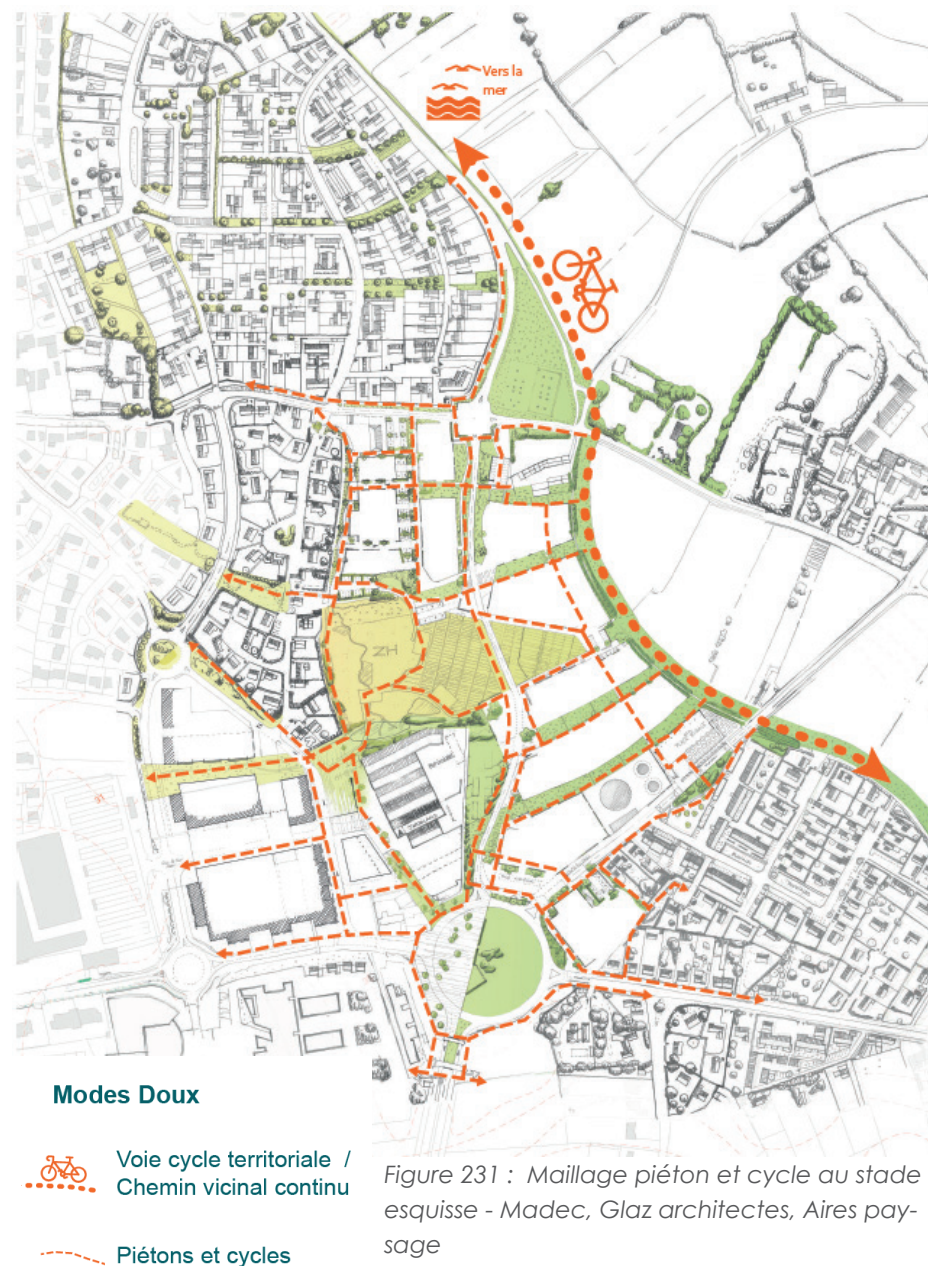 Vers la
mer
ZH
Modes Doux
Voie cycle territoriale /
Chemin vicinal continu
Piétons et cycles
Figure 231 : Maillage piéton et cycle au stade
esquisse - Madec, Glaz architectes, Aires pay-
sage